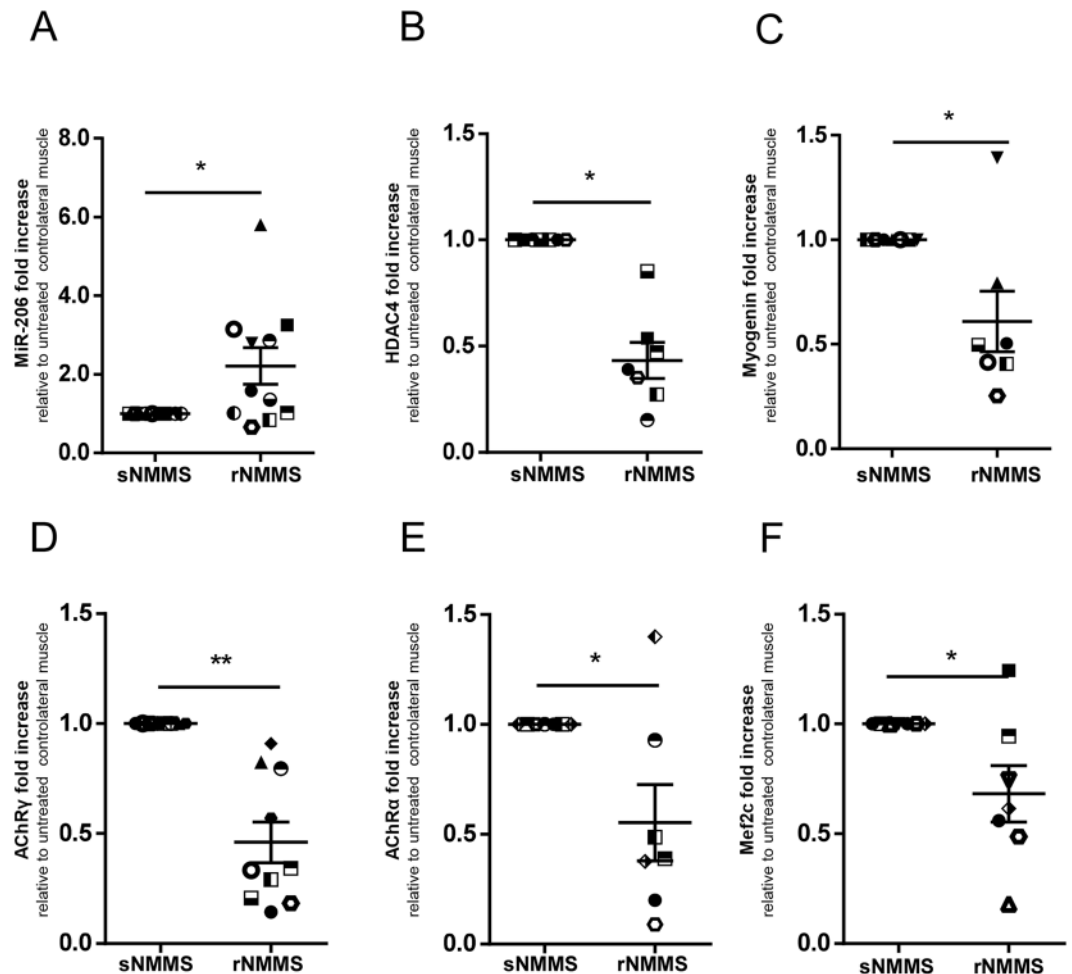 A
MiR-206 fold increase
relative to untreated controlateral muscle
8.0
6.0
4.0
2.0
0.0
*
sNMMS
rNMMS
B
HDAC4 fold increase
relative to untreated controlateral muscle
1.5
1.0
0.5
0.0
*
sNMMS
rNMMS
C
Myogenin fold increase
relative to untreated controlateral muscle
1.5
1.0
0.5
0.0
*
sNMMS
rNMMS
D
AChRγ fold increase
relative to untreated controlateral muscle
1.5
1.0
0.5
0.0
**
sNMMS
rNMMS
E
AChRα fold increase
relative to untreated controlateral muscle
1.5
1.0
0.5
0.0
*
sNMMS
rNMMS
F
Mef2c fold increase
relative to untreated controlateral muscle
1.5
1.0
0.5
0.0
*
sNMMS
rNMMS